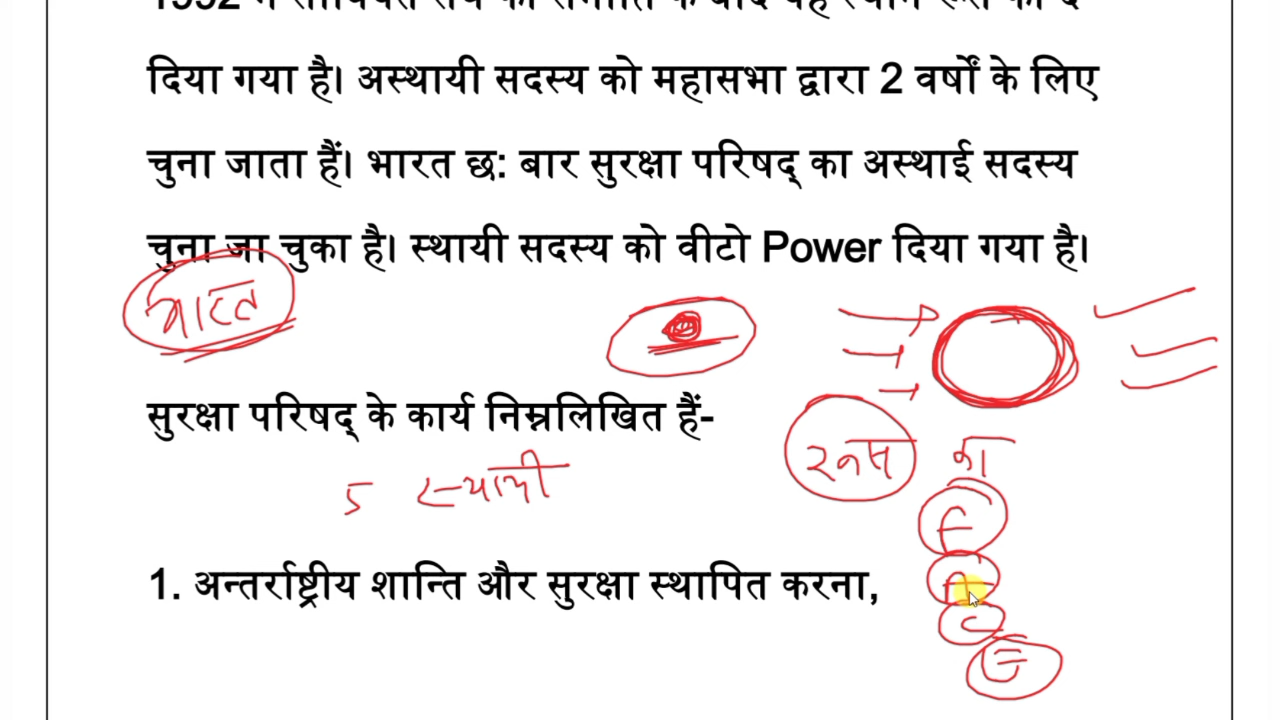 दिया गया है। अस्थायी सदस्य को महासभा द्वारा 2 वर्षों के लिए
चुना जाता हैं। भारत छ: बार सुरक्षा परिषद् का अस्थाई सदस्य
चुना जा चुका है। स्थायी सदस्य को वीटो Power दिया गया है।
भारत
सुरक्षा परिषद् के कार्य निम्नलिखित हैं-
रूस
5 स्थायी
1. अन्तर्राष्ट्रीय शान्ति और सुरक्षा स्थापित करना,